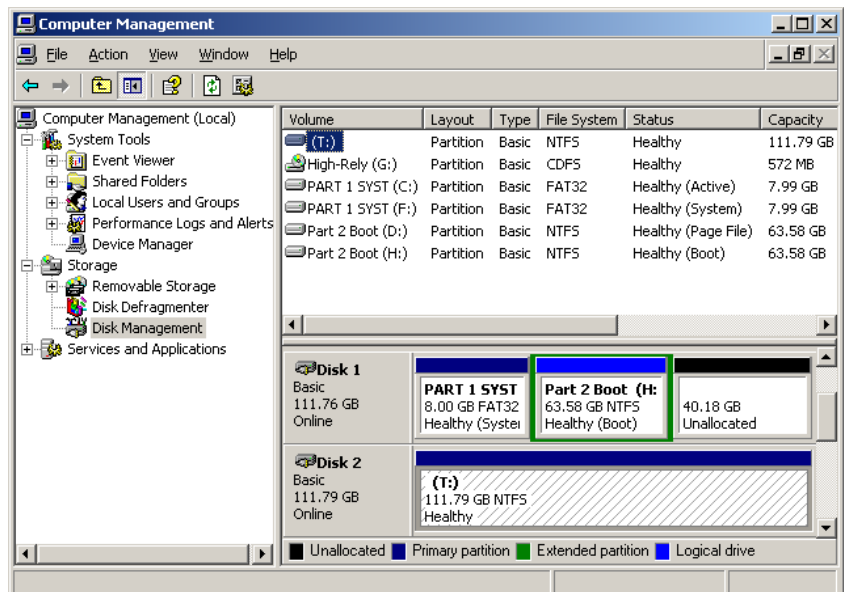 Computer Management
File Action View Window Help
Computer Management (Local)
System Tools
Event Viewer
Shared Folders
Local Users and Groups
Performance Logs and Alerts
Device Manager
Storage
Removable Storage
Disk Defragmenter
Disk Management
Services and Applications
Volume Layout Type File System Status Capacity
(T:) Partition Basic NTFS Healthy 111.79 GB
High-Rely (G:) Partition Basic CDFS Healthy 572 MB
PART 1 SYST (C:) Partition Basic FAT32 Healthy (Active) 7.99 GB
PART 1 SYST (F:) Partition Basic FAT32 Healthy (System) 7.99 GB
Part 2 Boot (D:) Partition Basic NTFS Healthy (Page File) 63.58 GB
Part 2 Boot (H:) Partition Basic NTFS Healthy (Boot) 63.58 GB
Disk 1
Basic
111.76 GB
Online
PART 1 SYST
8.00 GB FAT32
Healthy (Syster
Part 2 Boot (H:
63.58 GB NTFS
Healthy (Boot)
40.18 GB
Unallocated
Disk 2
Basic
111.79 GB
Online
(T:)
111.79 GB NTFS
Healthy
Unallocated Primary partition Extended partition Logical drive